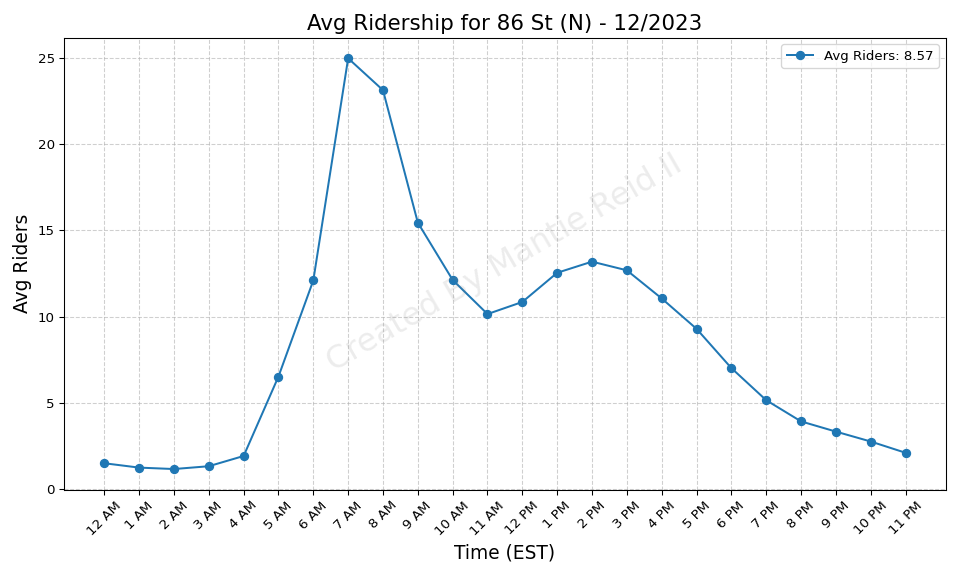 Avg Ridership for 86 St (N) - 12/2023
Avg Riders: 8.57
25
20
15
10
5
0
Avg Riders
Created By Mantie Reid II
12 AM
1 AM
2 AM
3 AM
4 AM
5 AM
6 AM
7 AM
8 AM
9 AM
10 AM
11 AM
12 PM
1 PM
2 PM
3 PM
4 PM
5 PM
6 PM
7 PM
8 PM
9 PM
10 PM
11 PM
Time (EST)